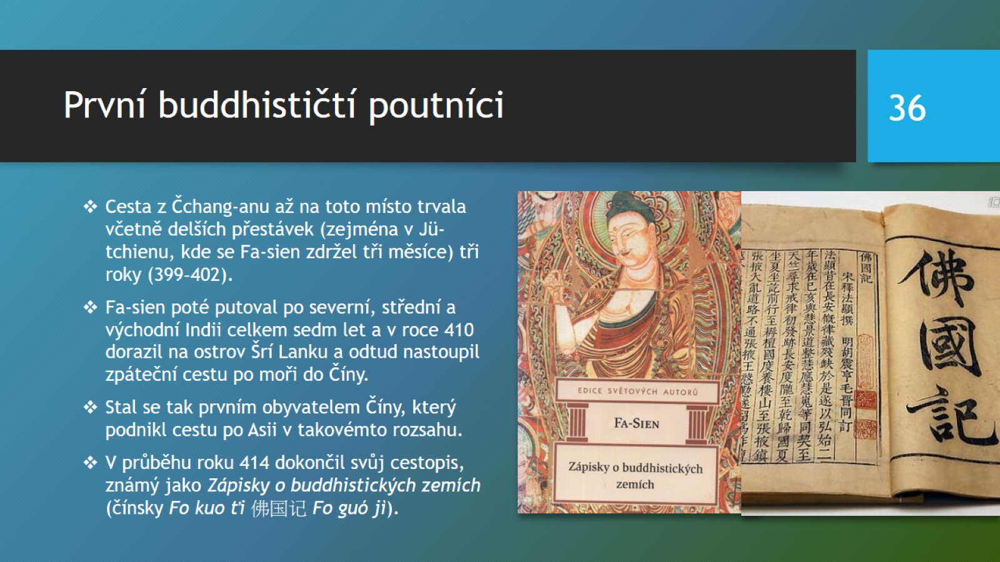 První buddhističtí poutníci
36
❖ Cesta z Čchang-anu až na toto místo trvala
včetně delších přestávek (zejména v Jü-
tchienu, kde se Fa-sien zdržel tři měsíce) tři
roky (399-402).
❖ Fa-sien poté putoval po severní, střední a
východní Indii celkem sedm let a v roce 410
dorazil na ostrov Šrí Lanku a odtud nastoupil
zpáteční cestu po moři do Číny.
❖ Stal se tak prvním obyvatelem Číny, který
podnikl cestu po Asii v takovémto rozsahu.
❖ V průběhu roku 414 dokončil svůj cestopis,
známý jako Zápisky o buddhistických zemích
(čínsky Fo kuo ťi 佛国记 Fo guó jì).
EDICE SVĚTOVÝCH AUTORŮ
FA-SIEN
Zápisky o buddhistických
zemích
佛國記
佛國記
宋釋法顯撰 明胡震亨毛晉同訂
法顯昔在長安慨律藏殘缺於是遂以弘始二
年歲在己亥與慧景道整慧應慧嵬等同契至
天竺尋求戒律初發跡長安度隴至乾歸國夏
坐夏坐訖前行至耨檀國度養樓山至張掖鎮
張掖大亂道路不通張掖王慇懃遂留為作檀